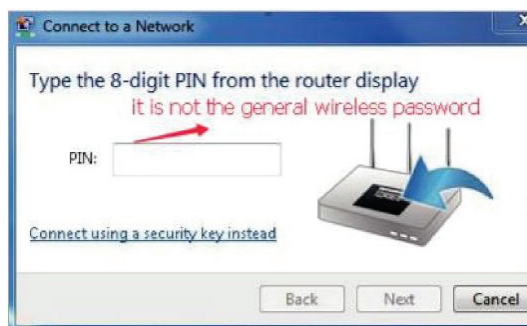 Connect to a Network
Type the 8-digit PIN from the router display
it is not the general wireless password
PIN:
Connect using a security key instead
Back Next Cancel